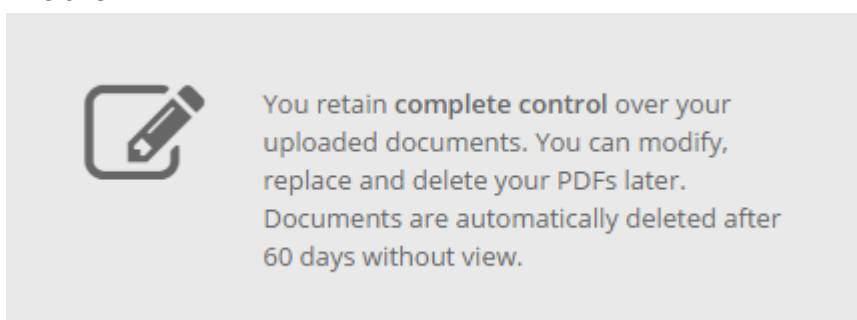 You retain complete control over your
uploaded documents. You can modify,
replace and delete your PDFs later.
Documents are automatically deleted after
60 days without view.